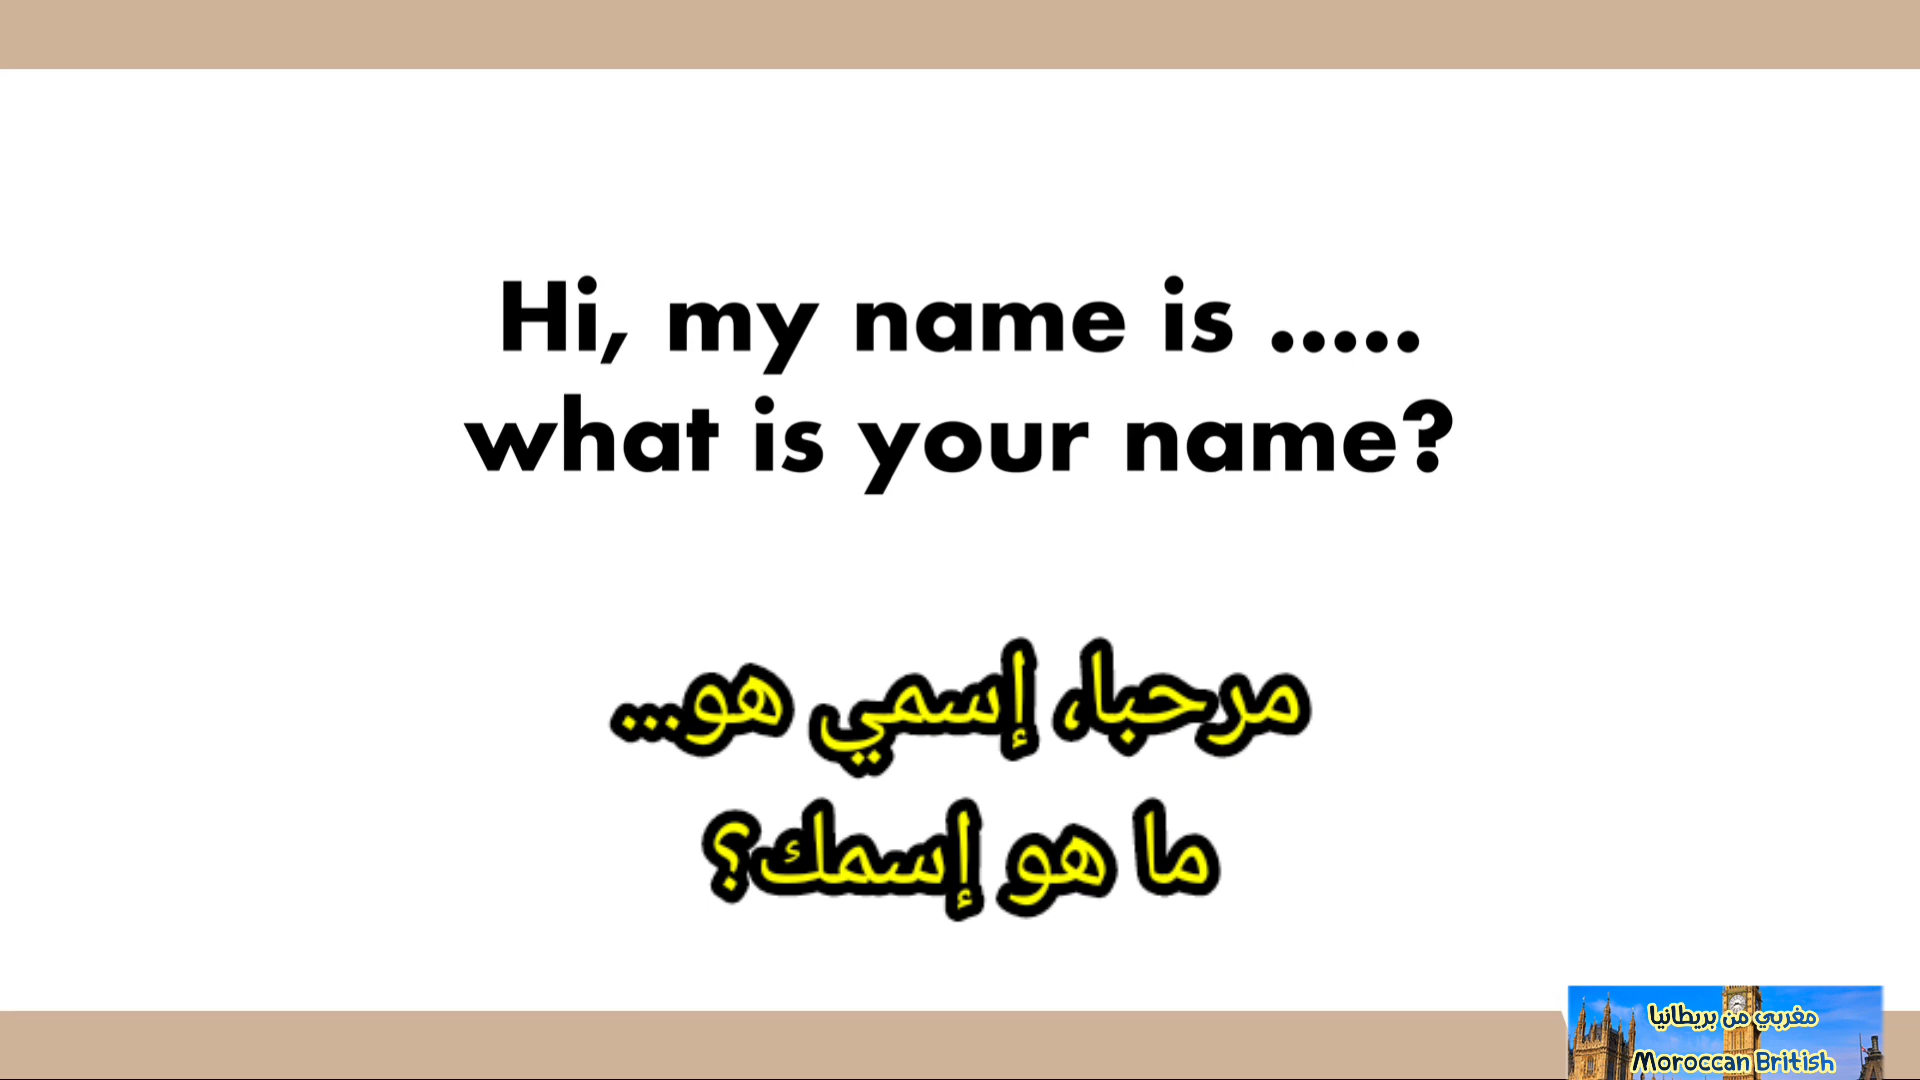 Hi, my name is .....
what is your name?
مرحبا، إسمي هو...
ما هو إسمك؟
مغربي من بريطانيا
Moroccan British